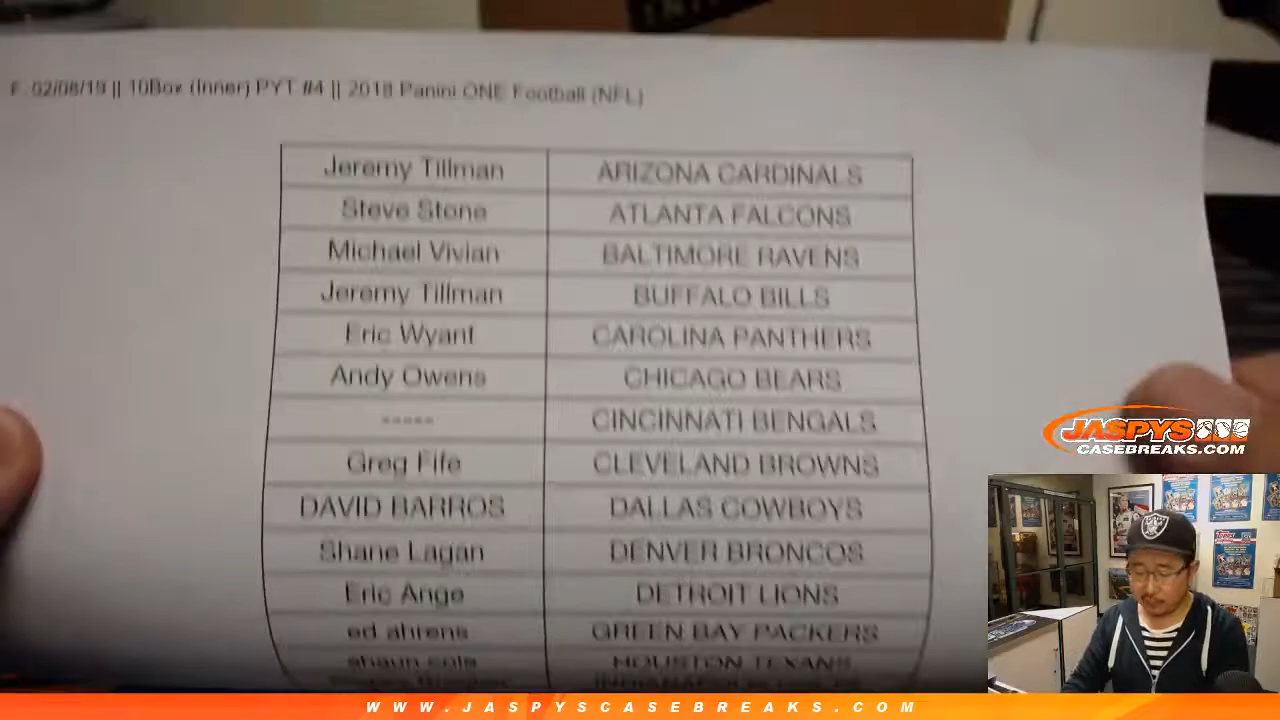 F. 02/08/19 || 10Box (Inner) PYT #4 || 2018 Panini ONE Football (NFL)
Jeremy Tillman ARIZONA CARDINALS
Steve Stone ATLANTA FALCONS
Michael Vivian BALTIMORE RAVENS
Jeremy Tillman BUFFALO BILLS
Eric Wyant CAROLINA PANTHERS
Andy Owens CHICAGO BEARS
----- CINCINNATI BENGALS
Greg Fife CLEVELAND BROWNS
DAVID BARROS DALLAS COWBOYS
Shane Lagan DENVER BRONCOS
Eric Ange DETROIT LIONS
ed ahrens GREEN BAY PACKERS
shaun HOUSTON TEXANS
JASPYS
CASEBREAKS.COM
WWW.JASPYSCASEBREAKS.COM